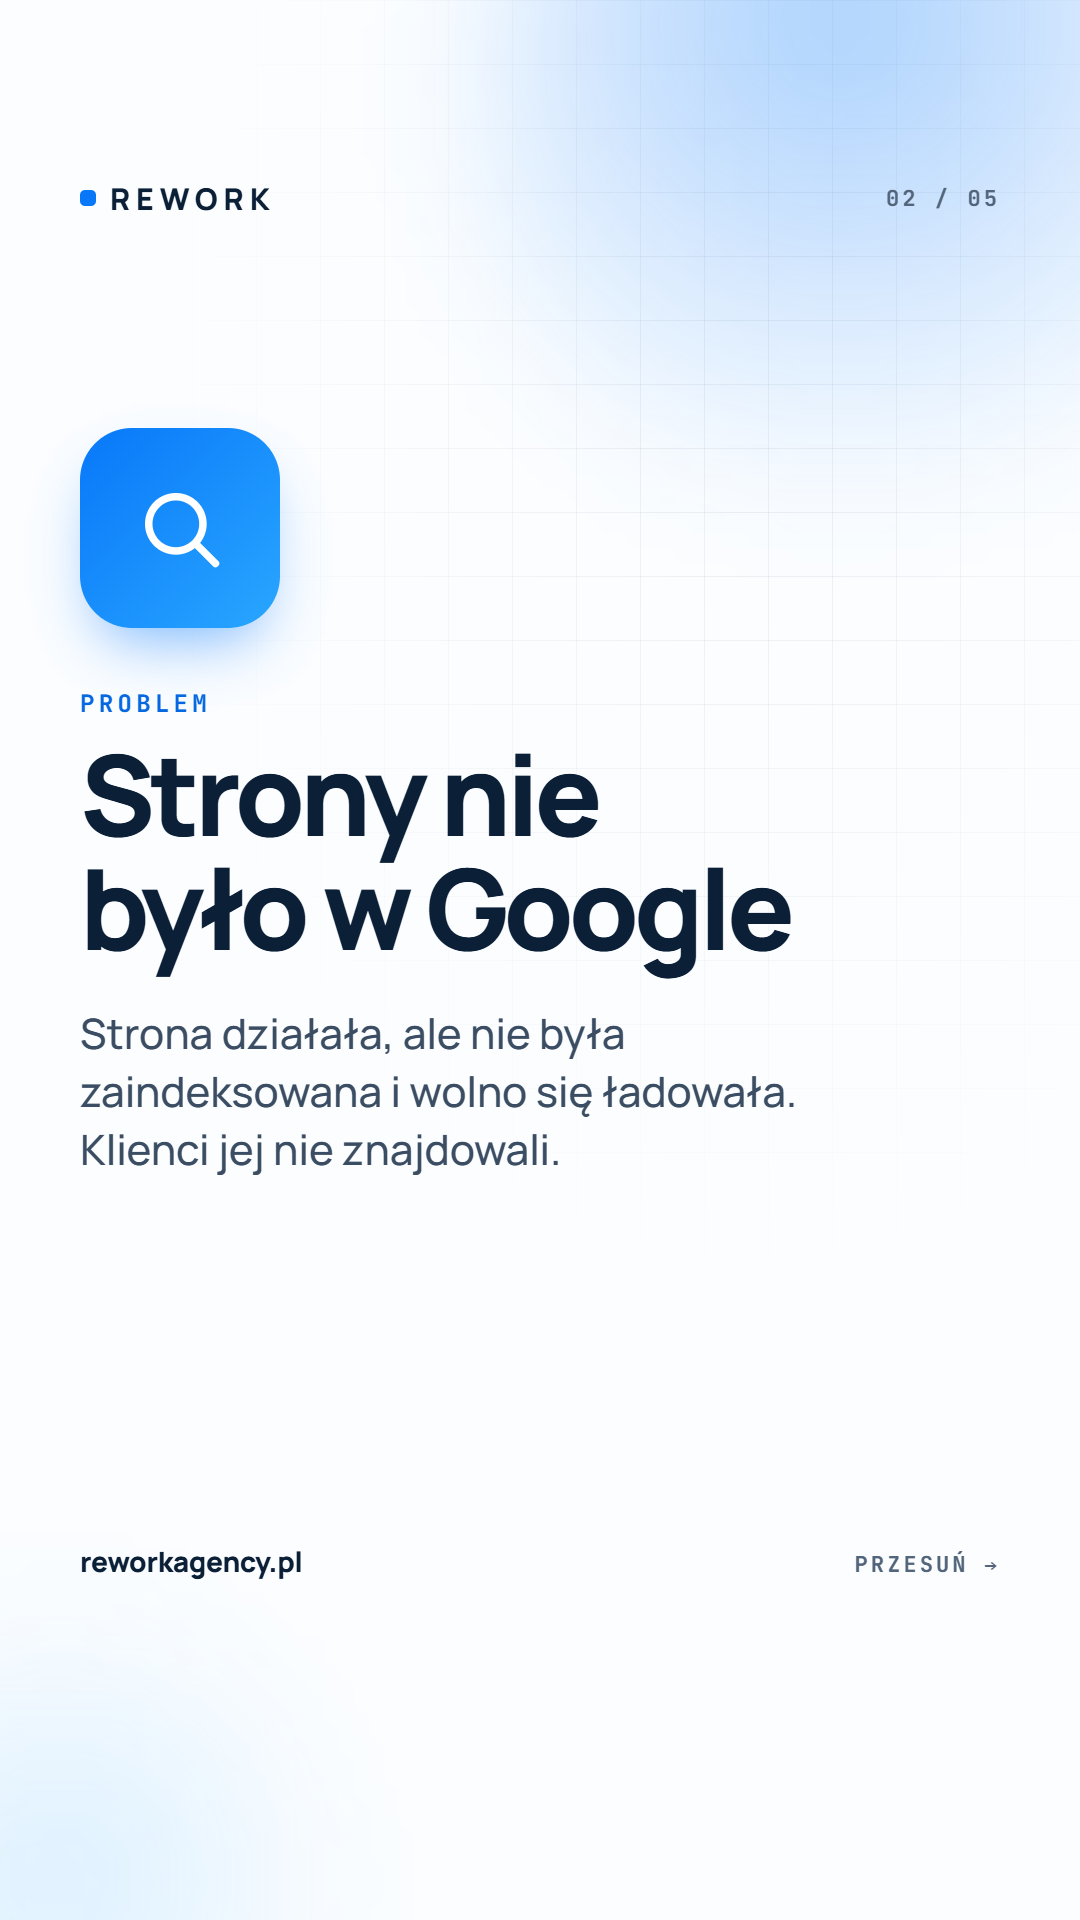 REWORK
02 / 05
PROBLEM
Strony nie
było w Google
Strona działała, ale nie była
zaindeksowana i wolno się ładowała.
Klienci jej nie znajdowali.
reworkagency.pl
PRZESUŃ →